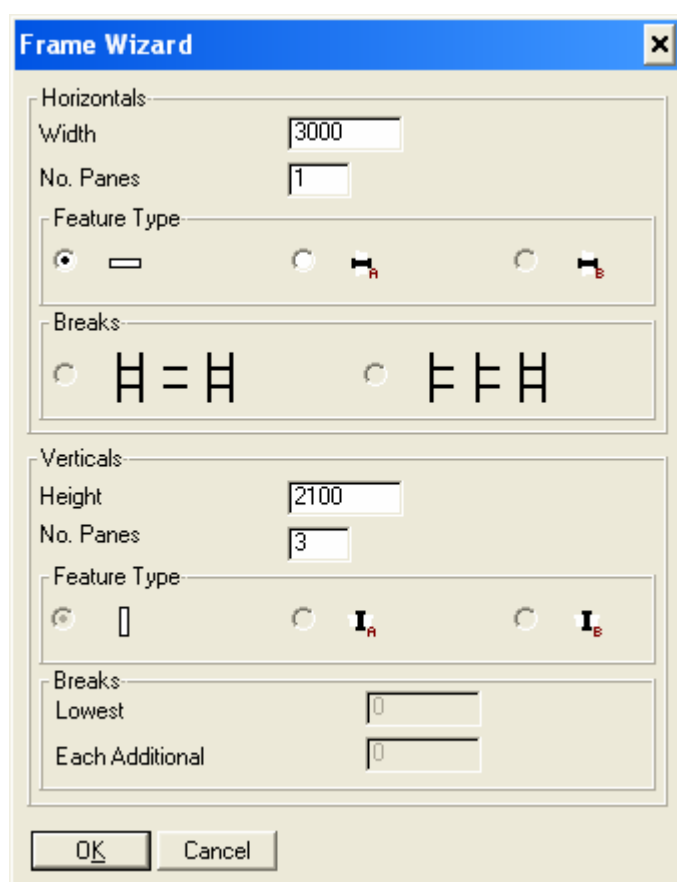 Frame Wizard
Horizontals
Width 3000
No. Panes 1
Feature Type
A B
Breaks
Verticals
Height 2100
No. Panes 3
Feature Type
I A I B
Breaks
Lowest 0
Each Additional 0
OK Cancel